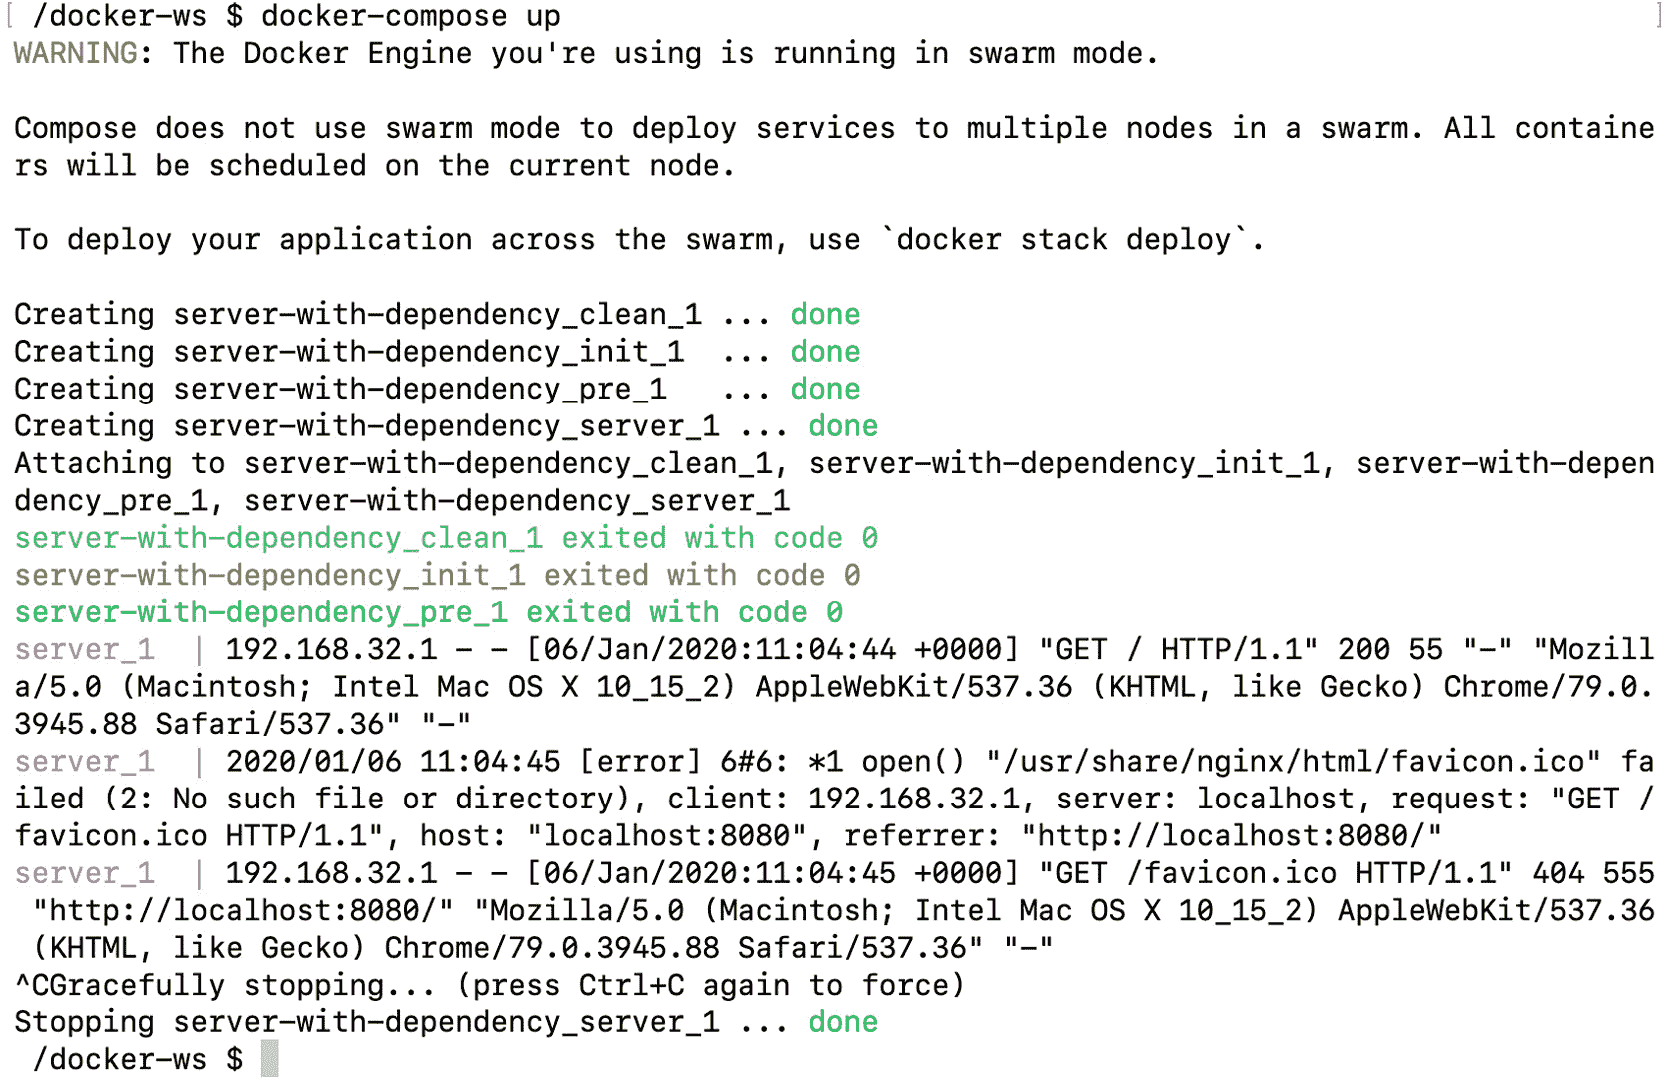 [ /docker-ws $ docker-compose up ]
WARNING: The Docker Engine you're using is running in swarm mode.
Compose does not use swarm mode to deploy services to multiple nodes in a swarm. All containe
rs will be scheduled on the current node.
To deploy your application across the swarm, use `docker stack deploy`.
Creating server-with-dependency_clean_1 ... done
Creating server-with-dependency_init_1  ... done
Creating server-with-dependency_pre_1   ... done
Creating server-with-dependency_server_1 ... done
Attaching to server-with-dependency_clean_1, server-with-dependency_init_1, server-with-depen
dency_pre_1, server-with-dependency_server_1
server-with-dependency_clean_1 exited with code 0
server-with-dependency_init_1 exited with code 0
server-with-dependency_pre_1 exited with code 0
server_1  | 192.168.32.1 - - [06/Jan/2020:11:04:44 +0000] "GET / HTTP/1.1" 200 55 "-" "Mozill
a/5.0 (Macintosh; Intel Mac OS X 10_15_2) AppleWebKit/537.36 (KHTML, like Gecko) Chrome/79.0.
3945.88 Safari/537.36" "-"
server_1  | 2020/01/06 11:04:45 [error] 6#6: *1 open() "/usr/share/nginx/html/favicon.ico" fa
iled (2: No such file or directory), client: 192.168.32.1, server: localhost, request: "GET /
favicon.ico HTTP/1.1", host: "localhost:8080", referrer: "http://localhost:8080/"
server_1  | 192.168.32.1 - - [06/Jan/2020:11:04:45 +0000] "GET /favicon.ico HTTP/1.1" 404 555
 "http://localhost:8080/" "Mozilla/5.0 (Macintosh; Intel Mac OS X 10_15_2) AppleWebKit/537.36
 (KHTML, like Gecko) Chrome/79.0.3945.88 Safari/537.36" "-"
^CGracefully stopping... (press Ctrl+C again to force)
Stopping server-with-dependency_server_1 ... done
 /docker-ws $